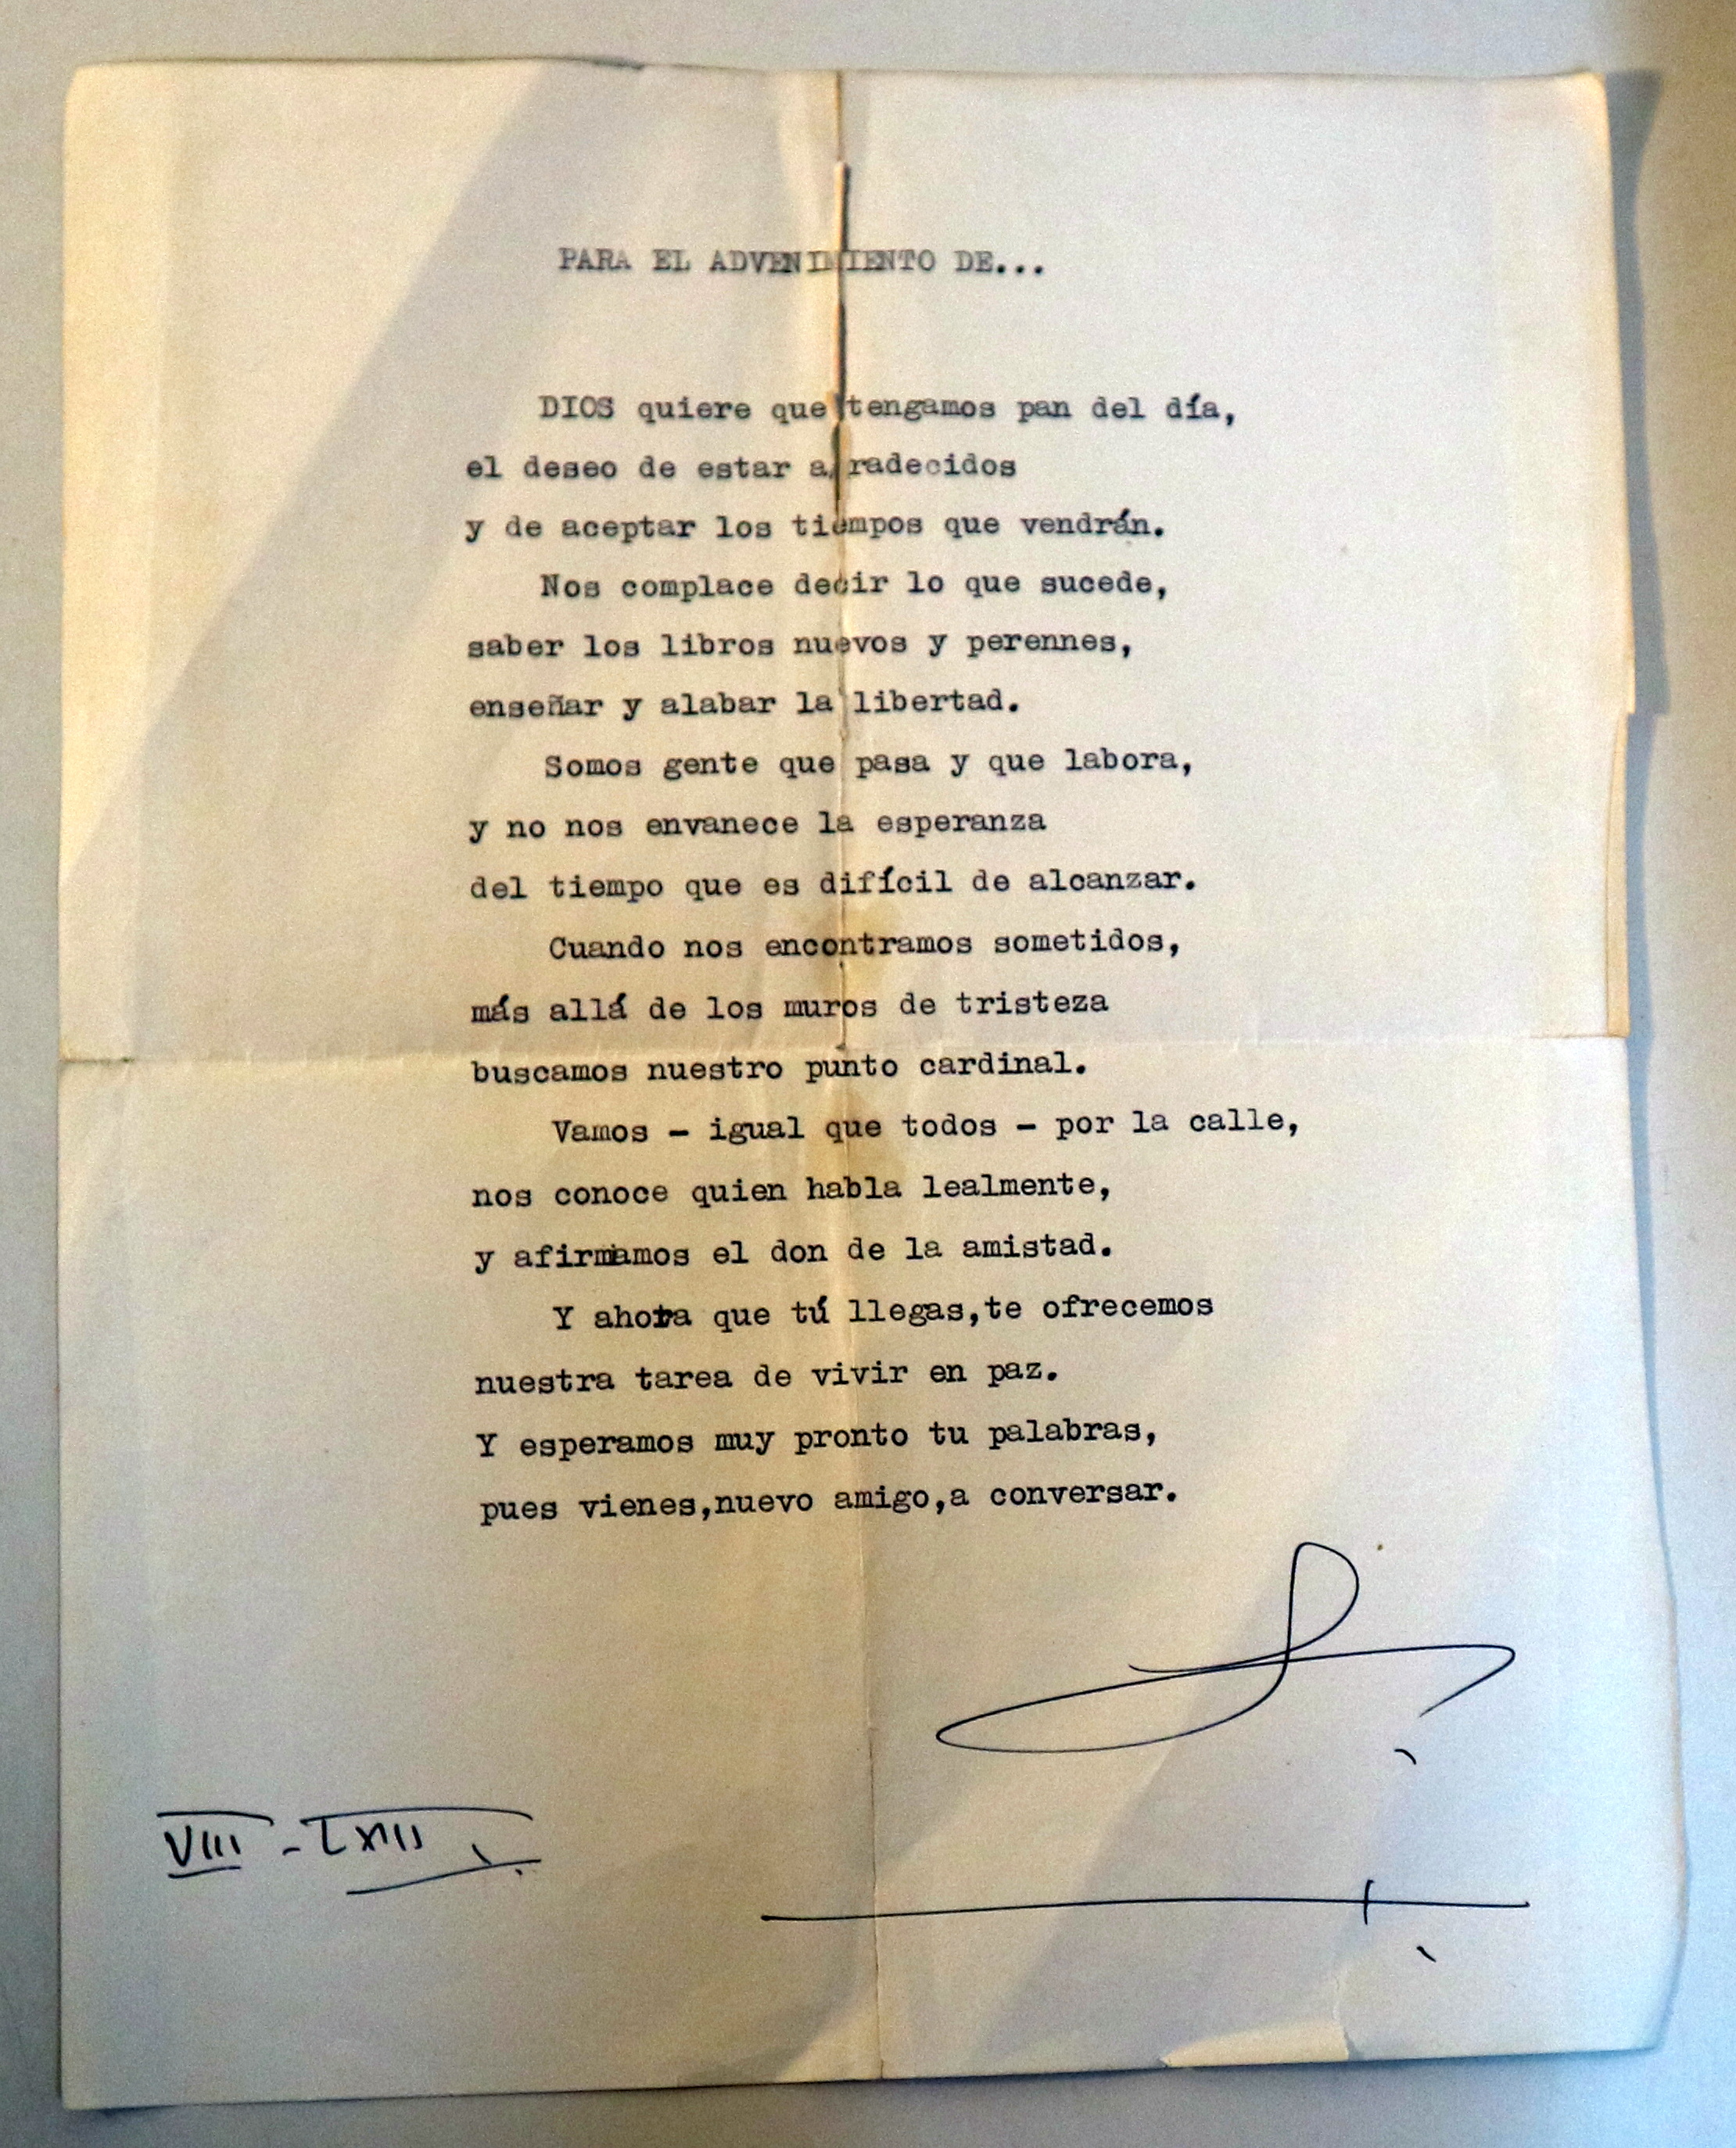 PARA EL ADVENIMIENTO DE...
DIOS quiere que tengamos pan del día,
el deseo de estar agradecidos
y de aceptar los tiempos que vendrán.
Nos complace decir lo que sucede,
saber los libros nuevos y perennes,
enseñar y alabar la libertad.
Somos gente que pasa y que labora,
y no nos envanece la esperanza
del tiempo que es difícil de alcanzar.
Cuando nos encontramos sometidos,
más allá de los muros de tristeza
buscamos nuestro punto cardinal.
Vamos - igual que todos - por la calle,
nos conoce quien habla lealmente,
y afirmamos el don de la amistad.
Y ahora que tú llegas,te ofrecemos
nuestra tarea de vivir en paz.
Y esperamos muy pronto tu palabras,
pues vienes,nuevo amigo,a conversar.
VIII - LXIII